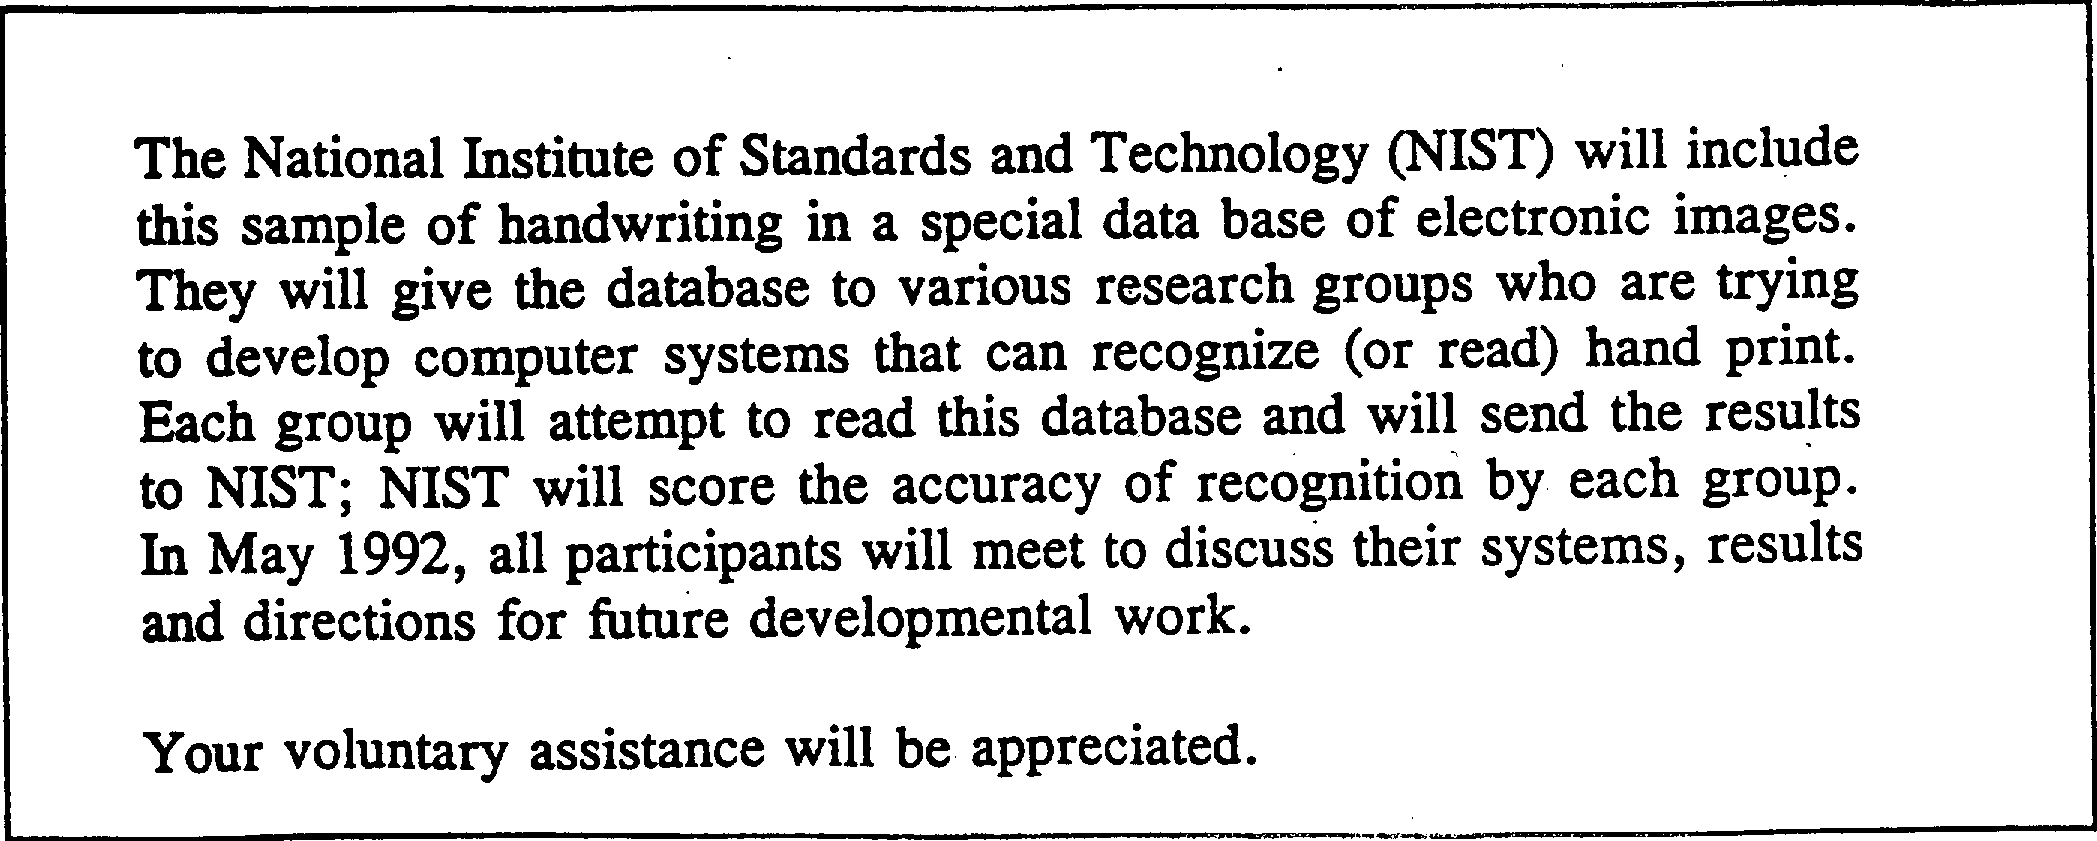 The National Institute of Standards and Technology (NIST) will include
this sample of handwriting in a special data base of electronic images.
They will give the database to various research groups who are trying
to develop computer systems that can recognize (or read) hand print.
Each group will attempt to read this database and will send the results
to NIST; NIST will score the accuracy of recognition by each group.
In May 1992, all participants will meet to discuss their systems, results
and directions for future developmental work.
Your voluntary assistance will be appreciated.